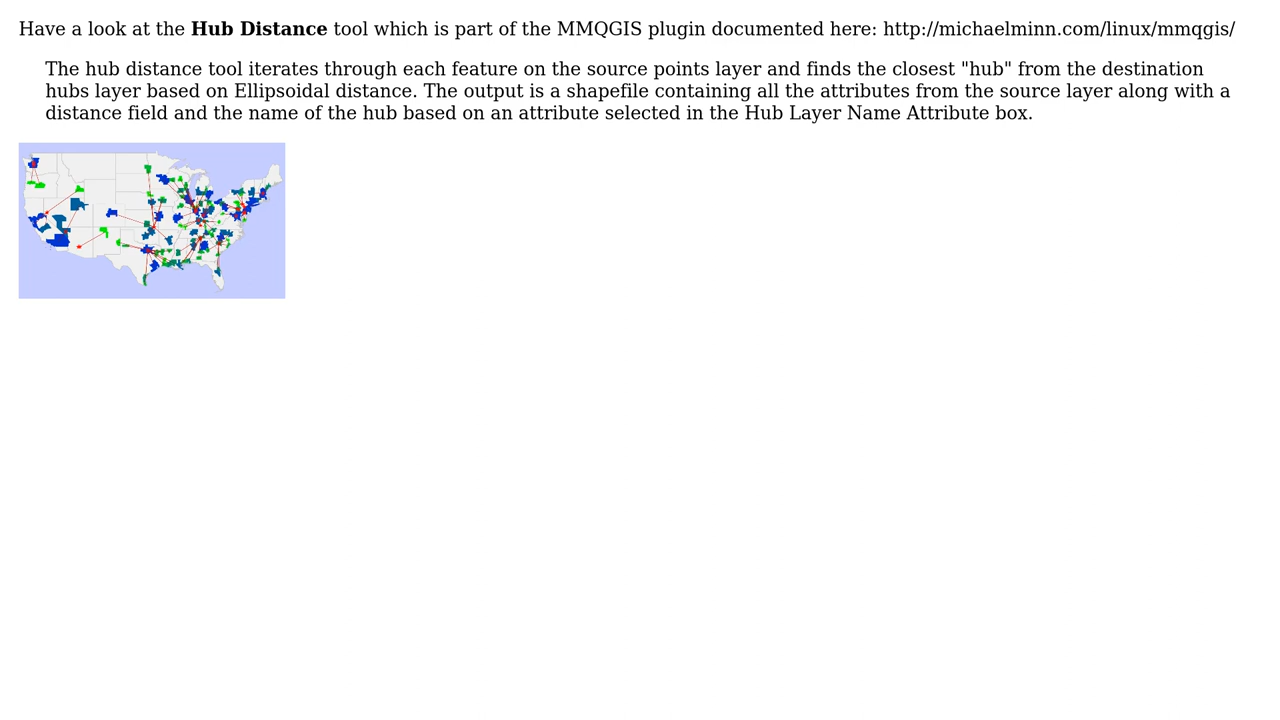 Have a look at the Hub Distance tool which is part of the MMQGIS plugin documented here: http://michaelminn.com/linux/mmqgis/
The hub distance tool iterates through each feature on the source points layer and finds the closest "hub" from the destination
hubs layer based on Ellipsoidal distance. The output is a shapefile containing all the attributes from the source layer along with a
distance field and the name of the hub based on an attribute selected in the Hub Layer Name Attribute box.